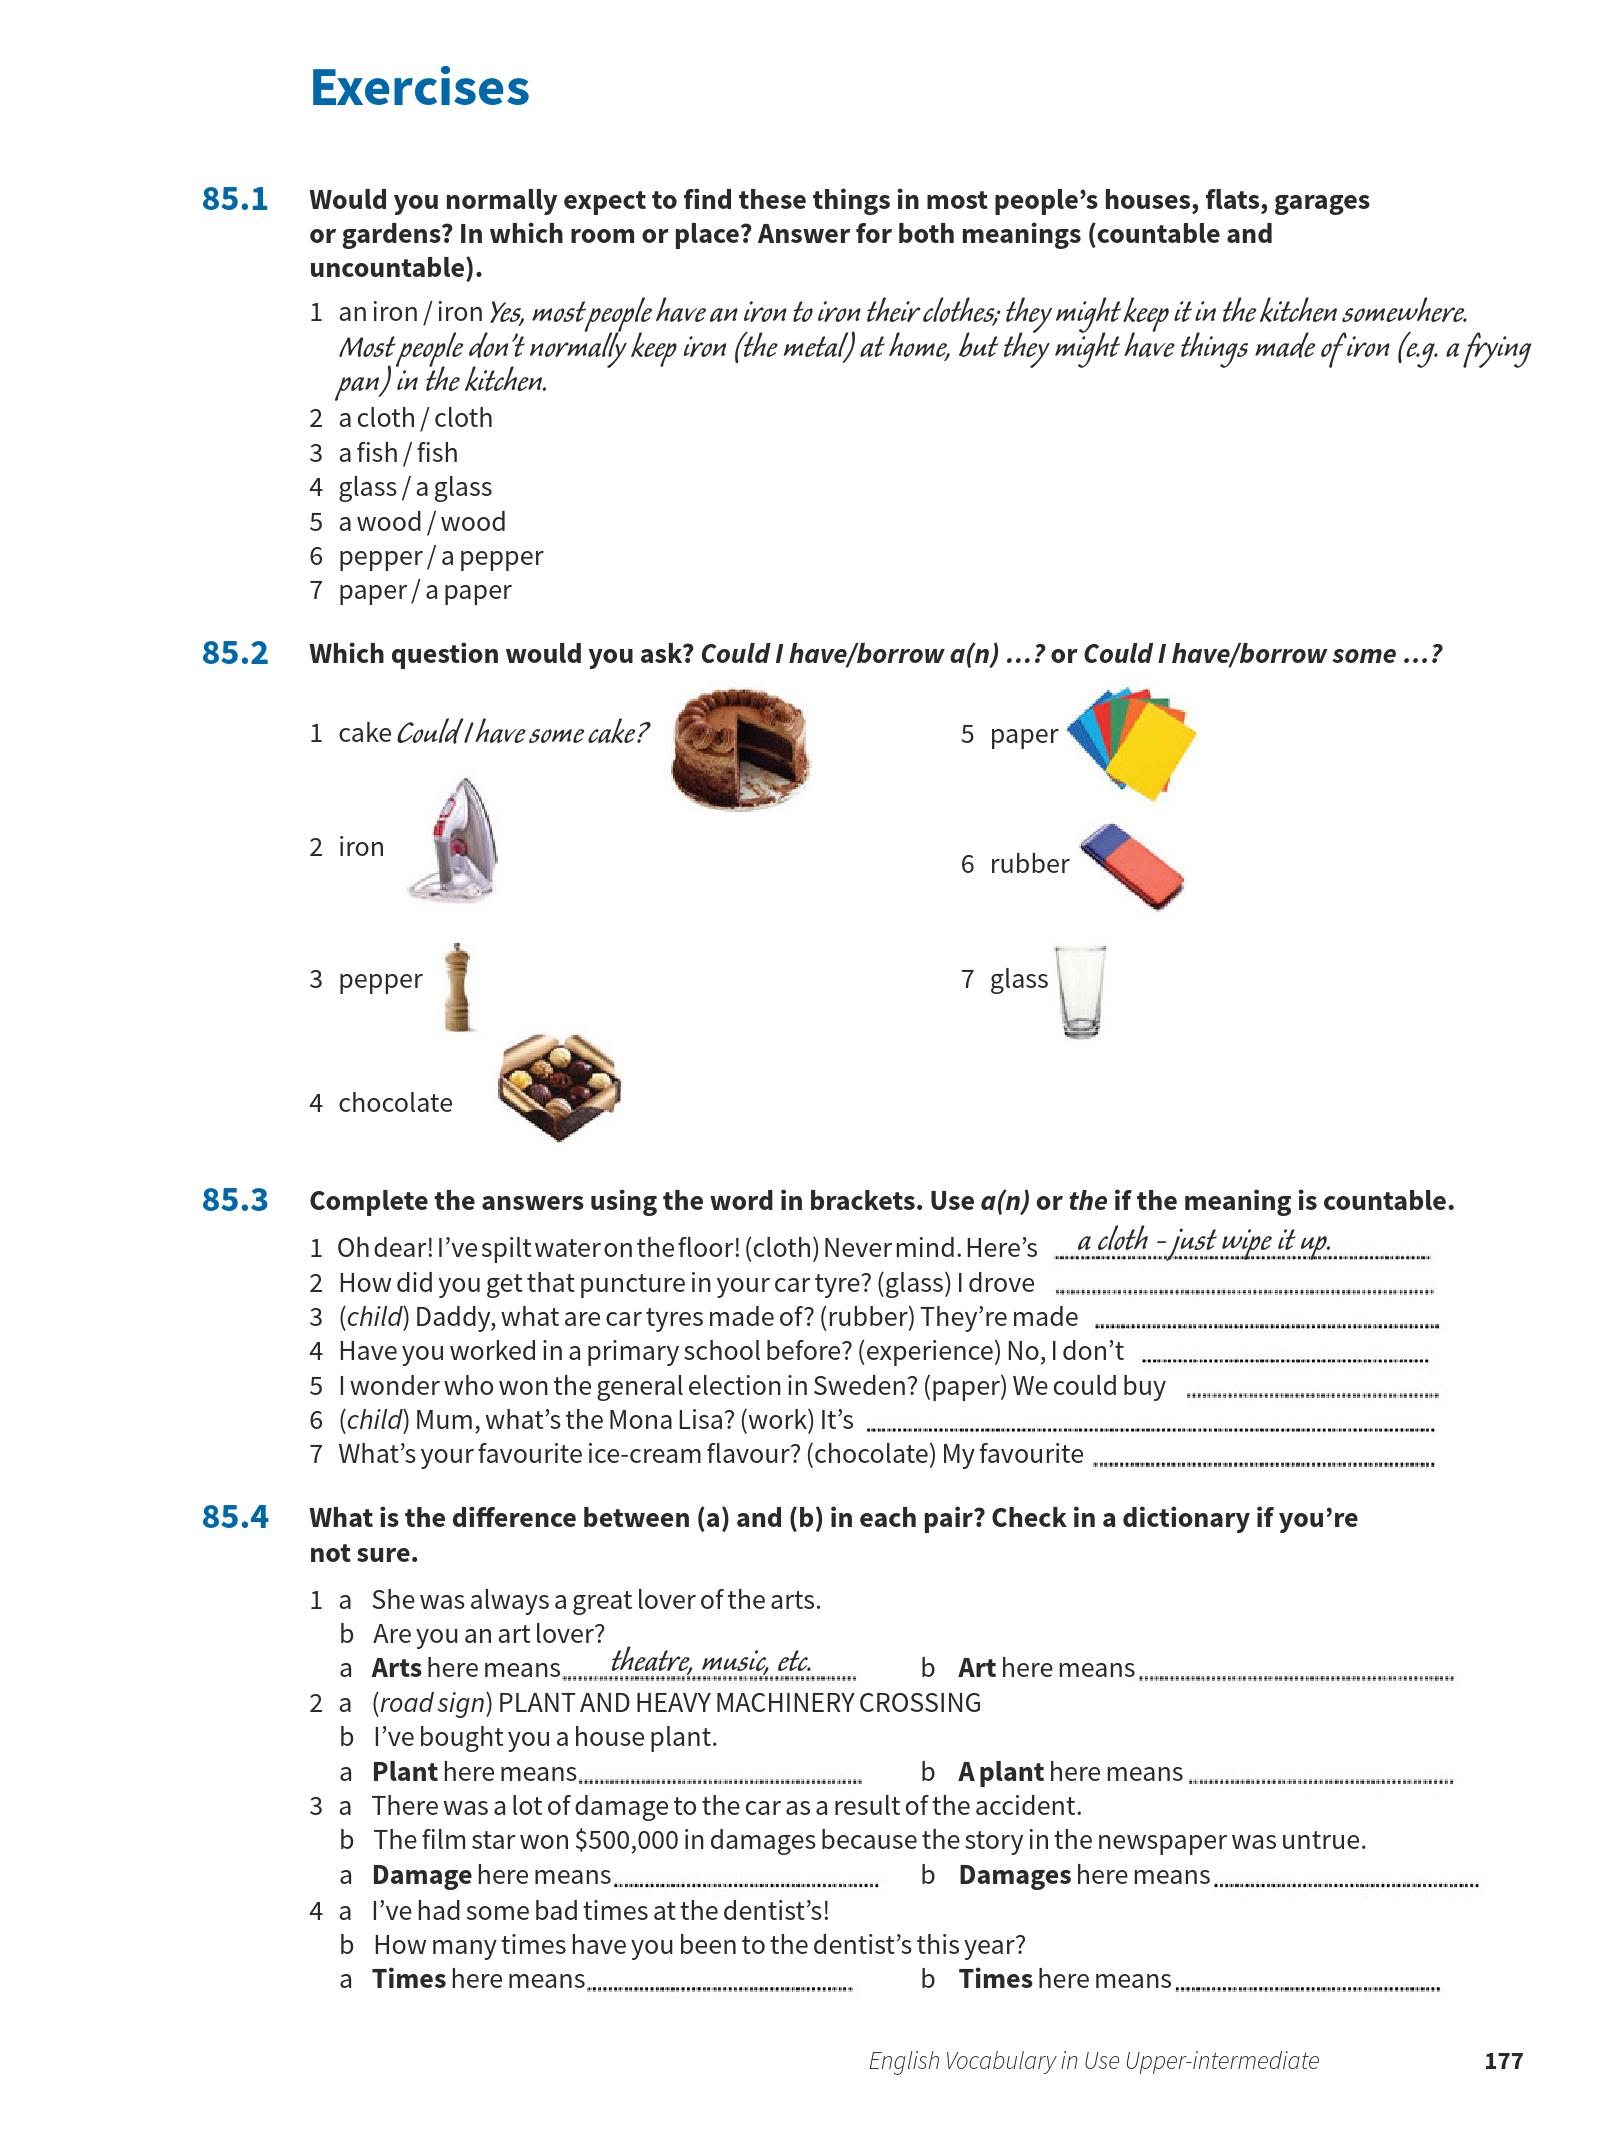 Exercises
85.1 Would you normally expect to find these things in most people's houses, flats, garages
or gardens? In which room or place? Answer for both meanings (countable and
uncountable).
1 an iron / iron Yes, most people have an iron to iron their clothes; they might keep it in the kitchen somewhere.
Most people don't normally keep iron (the metal) at home, but they might have things made of iron (e.g. a frying
pan) in the kitchen.
2 a cloth / cloth
3 a fish / fish
4 glass / a glass
5 a wood / wood
6 pepper / a pepper
7 paper / a paper
85.2 Which question would you ask? Could I have/borrow a(n) …? or Could I have/borrow some …?
1 cake Could I have some cake?
2 iron
3 pepper
4 chocolate
5 paper
6 rubber
7 glass
85.3 Complete the answers using the word in brackets. Use a(n) or the if the meaning is countable.
1 Oh dear! I've spilt water on the floor! (cloth) Never mind. Here's a cloth – just wipe it up.
2 How did you get that puncture in your car tyre? (glass) I drove
3 (child) Daddy, what are car tyres made of? (rubber) They're made
4 Have you worked in a primary school before? (experience) No, I don't
5 I wonder who won the general election in Sweden? (paper) We could buy
6 (child) Mum, what's the Mona Lisa? (work) It's
7 What's your favourite ice-cream flavour? (chocolate) My favourite
85.4 What is the difference between (a) and (b) in each pair? Check in a dictionary if you're
not sure.
1 a She was always a great lover of the arts.
b Are you an art lover?
a Arts here means theatre, music, etc. b Art here means
2 a (road sign) PLANT AND HEAVY MACHINERY CROSSING
b I've bought you a house plant.
a Plant here means b A plant here means
3 a There was a lot of damage to the car as a result of the accident.
b The film star won $500,000 in damages because the story in the newspaper was untrue.
a Damage here means b Damages here means
4 a I've had some bad times at the dentist's!
b How many times have you been to the dentist's this year?
a Times here means b Times here means
English Vocabulary in Use Upper-intermediate 177